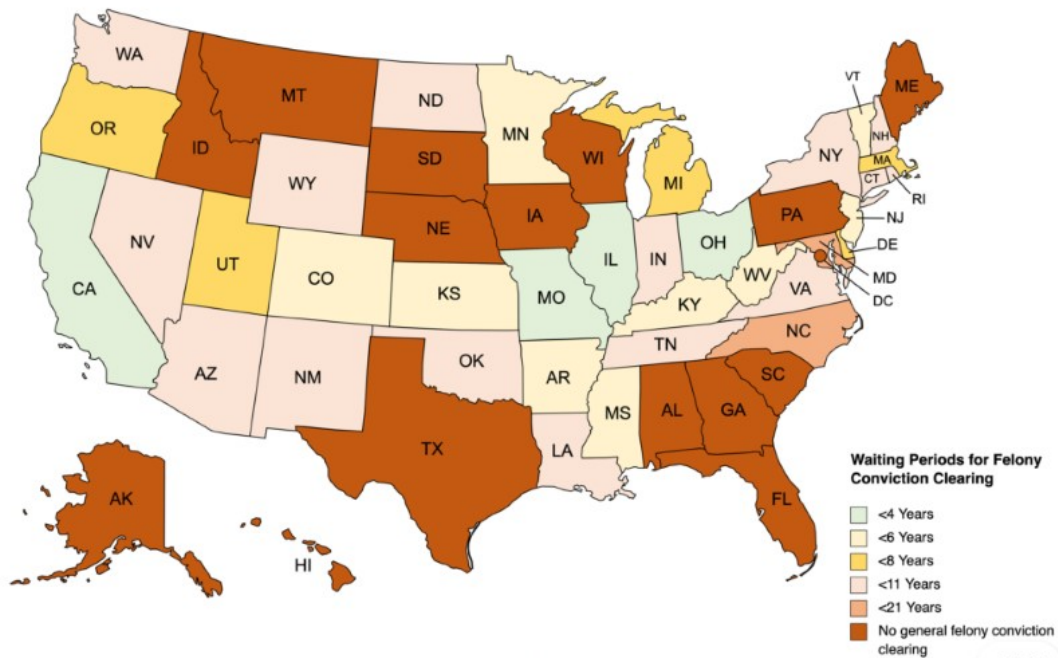 WA
MT
ND
MN
VT
ME
OR
ID
SD
WI
MI
NY
NH
MA
CT
RI
WY
NE
IA
PA
NJ
NV
UT
CO
IL
IN
OH
DE
MD
DC
CA
KS
MO
KY
WV
VA
AZ
NM
OK
AR
TN
NC
SC
TX
LA
MS
AL
GA
FL
AK
HI
Waiting Periods for Felony
Conviction Clearing
<4 Years
<6 Years
<8 Years
<11 Years
<21 Years
No general felony conviction
clearing